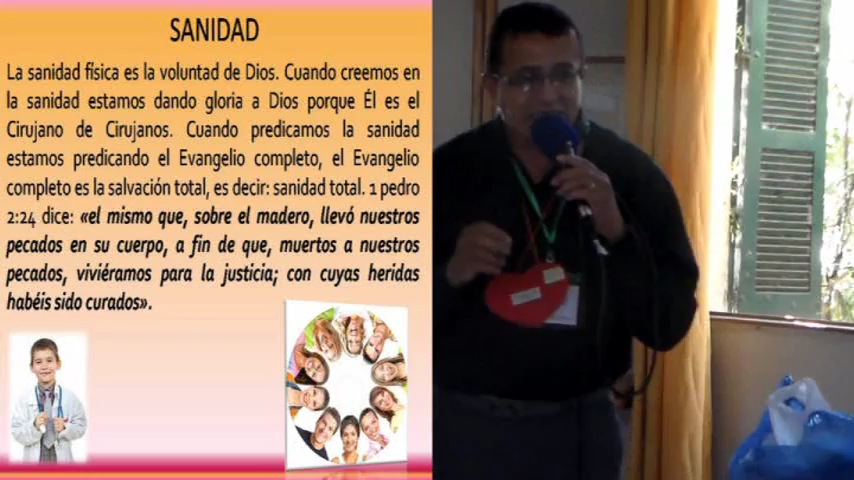 SANIDAD
La sanidad física es la voluntad de Dios. Cuando creemos en
la sanidad estamos dando gloria a Dios porque Él es el
Cirujano de Cirujanos. Cuando predicamos la sanidad
estamos predicando el Evangelio completo, el Evangelio
completo es la salvación total, es decir: sanidad total. 1 pedro
2:24 dice: «el mismo que, sobre el madero, llevó nuestros
pecados en su cuerpo, a fin de que, muertos a nuestros
pecados, viviéramos para la justicia; con cuyas heridas
habéis sido curados».